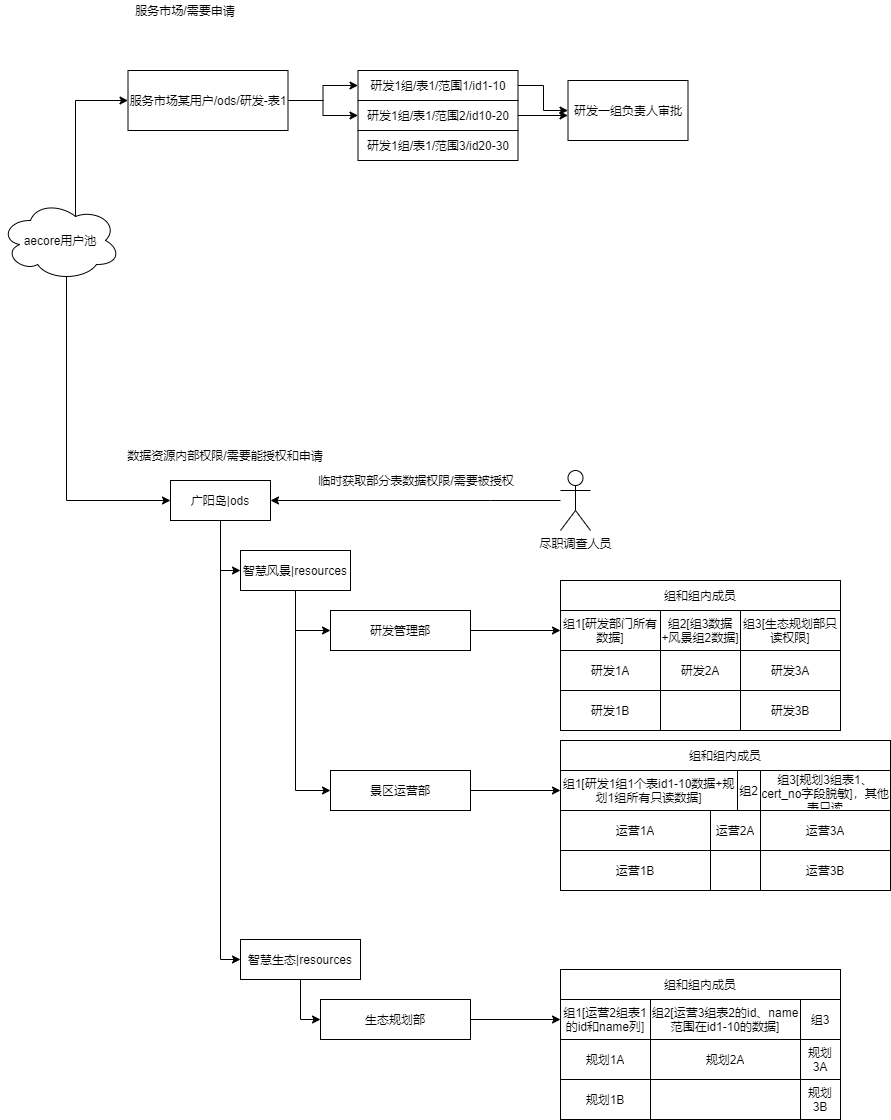 服务市场/需要申请
服务市场某用户/ods/研发-表1
研发1组/表1/范围1/id1-10
研发1组/表1/范围2/id10-20
研发1组/表1/范围3/id20-30
研发一组负责人审批
aecore用户池
数据资源内部权限/需要能授权和申请
临时获取部分表数据权限/需要被授权
广阳岛|ods
尽职调查人员
智慧风景|resources
研发管理部
组和组内成员
组1[研发部门所有
数据]
组2[组3数据
+风景组2数据]
组3[生态规划部只
读权限]
研发1A
研发2A
研发3A
研发1B
研发3B
景区运营部
组和组内成员
组1[研发1组1个表id1-10数据+规
划1组所有只读数据]
组2
组3[规划3组表1、
cert_no字段脱敏]，其他
表只读
运营1A
运营2A
运营3A
运营1B
运营3B
智慧生态|resources
生态规划部
组和组内成员
组1[运营2组表1
的id和name列]
组2[运营3组表2的id、name
范围在id1-10的数据]
组3
规划1A
规划2A
规划
3A
规划1B
规划
3B